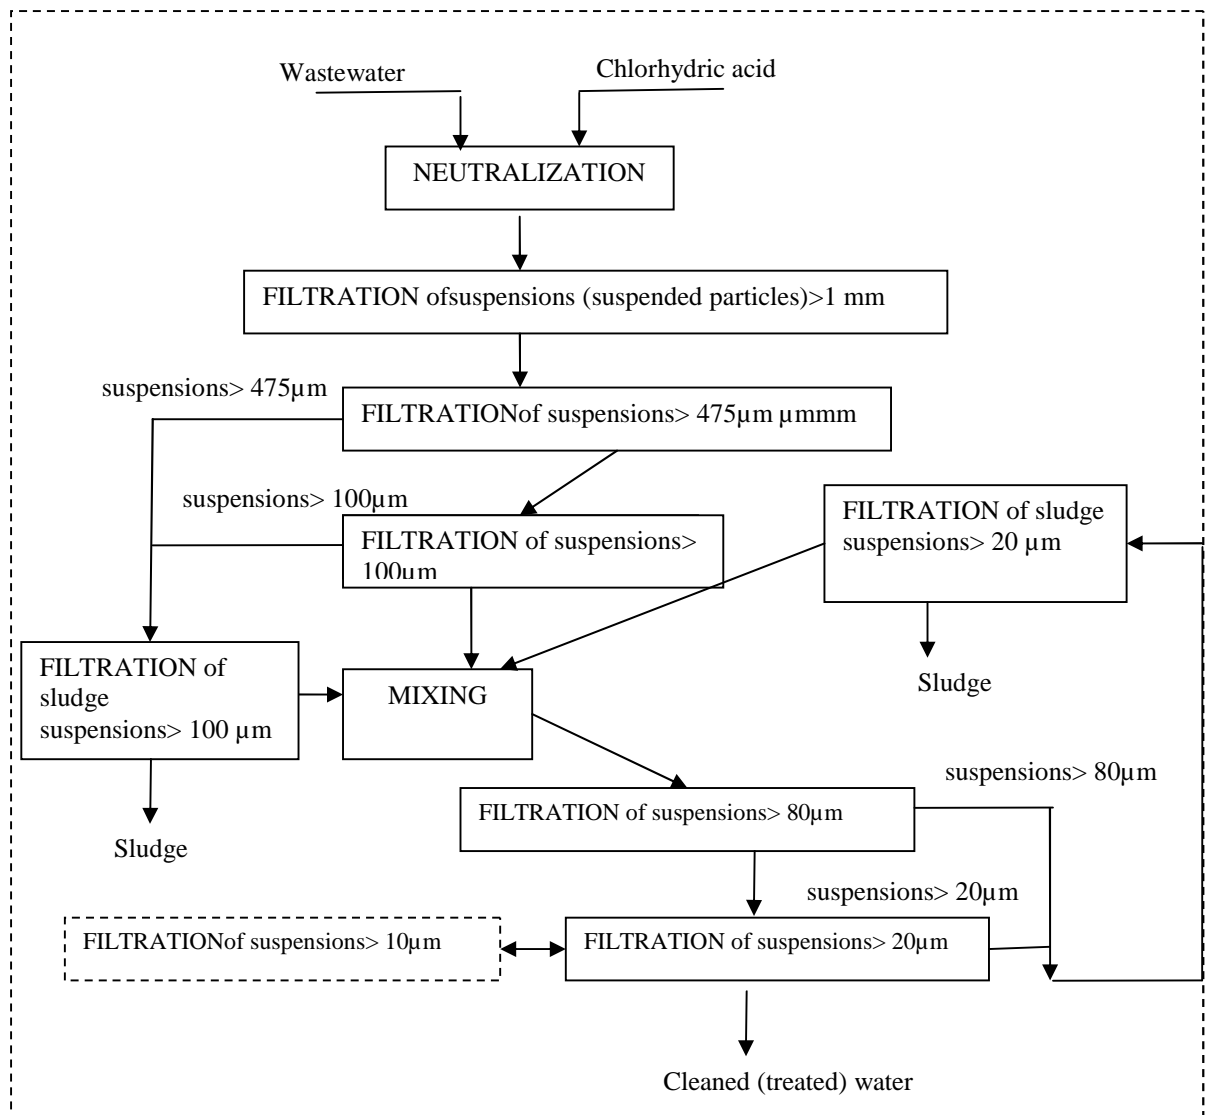 Wastewater
Chlorhydric acid
NEUTRALIZATION
FILTRATION ofsuspensions (suspended particles)>1 mm
suspensions> 475µm
FILTRATIONof suspensions> 475µm µmmm
suspensions> 100µm
FILTRATION of suspensions>
100µm
FILTRATION of sludge
suspensions> 20 µm
Sludge
FILTRATION of
sludge
suspensions> 100 µm
MIXING
Sludge
suspensions> 80µm
FILTRATION of suspensions> 80µm
suspensions> 20µm
FILTRATIONof suspensions> 10µm
FILTRATION of suspensions> 20µm
Cleaned (treated) water